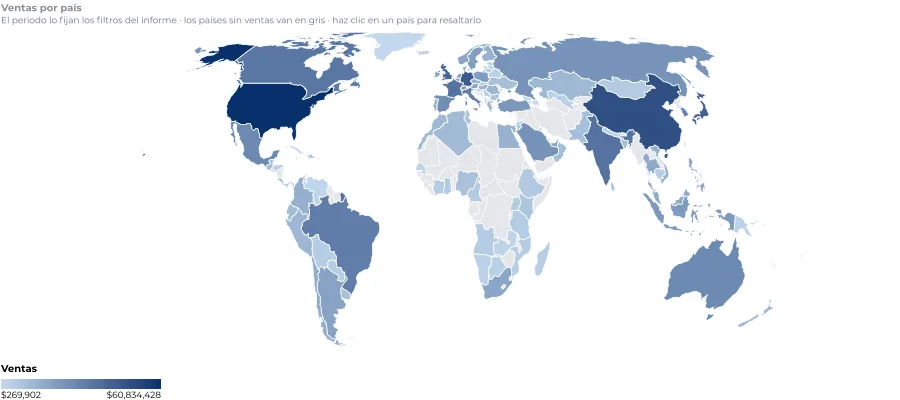 Ventas por país
El periodo lo fijan los filtros del informe · los países sin ventas van en gris · haz clic en un país para resaltarlo
Ventas
$269,902 $60,834,428